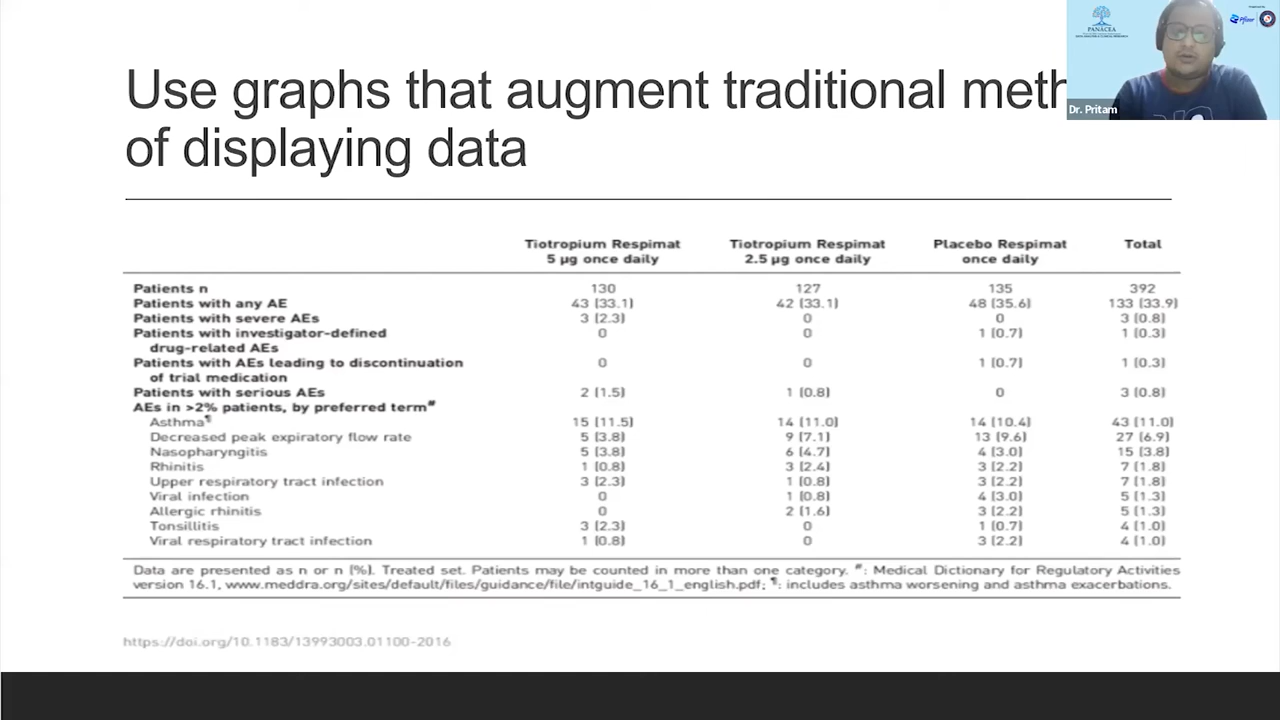 Use graphs that augment traditional meth
of displaying data
PANACEA
Pfizer
Dr. Pritam
Tiotropium Respimat Tiotropium Respimat Placebo Respimat Total
5 µg once daily 2.5 µg once daily once daily
Patients n 130 127 135 392
Patients with any AE 43 (33.1) 42 (33.1) 48 (35.6) 133 (33.9)
Patients with severe AEs 3 (2.3) 0 0 3 (0.8)
Patients with investigator-defined 0 0 1 (0.7) 1 (0.3)
drug-related AEs
Patients with AEs leading to discontinuation 0 0 1 (0.7) 1 (0.3)
of trial medication
Patients with serious AEs 2 (1.5) 1 (0.8) 0 3 (0.8)
AEs in >2% patients, by preferred term#
Asthma¶ 15 (11.5) 14 (11.0) 14 (10.4) 43 (11.0)
Decreased peak expiratory flow rate 5 (3.8) 9 (7.1) 13 (9.6) 27 (6.9)
Nasopharyngitis 5 (3.8) 6 (4.7) 4 (3.0) 15 (3.8)
Rhinitis 1 (0.8) 3 (2.4) 3 (2.2) 7 (1.8)
Upper respiratory tract infection 3 (2.3) 1 (0.8) 3 (2.2) 7 (1.8)
Viral infection 0 1 (0.8) 4 (3.0) 5 (1.3)
Allergic rhinitis 0 2 (1.6) 3 (2.2) 5 (1.3)
Tonsillitis 3 (2.3) 0 1 (0.7) 4 (1.0)
Viral respiratory tract infection 1 (0.8) 0 3 (2.2) 4 (1.0)
Data are presented as n or n (%). Treated set. Patients may be counted in more than one category. #: Medical Dictionary for Regulatory Activities
version 16.1, www.meddra.org/sites/default/files/guidance/file/intguide_16_1_english.pdf; ¶: includes asthma worsening and asthma exacerbations.
https://doi.org/10.1183/13993003.01100-2016